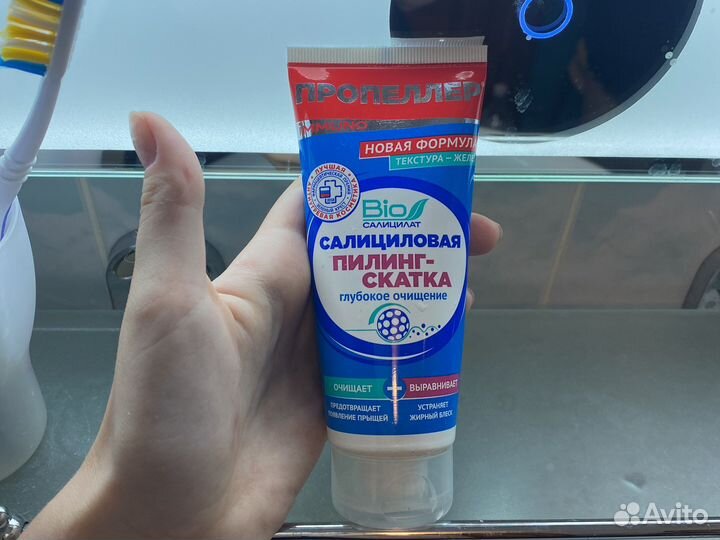 ПРОПЕЛЛЕР
НОВАЯ ФОРМУЛА
ТЕКСТУРА – ЖЕЛЕ
ЛУЧШАЯ
Bio
САЛИЦИЛАТ
САЛИЦИЛОВАЯ
ПИЛИНГ-
СКАТКА
глубокое очищение
ОЧИЩАЕТ + ВЫРАВНИВАЕТ
ПРЕДОТВРАЩАЕТ
ПОЯВЛЕНИЕ ПРЫЩЕЙ
УСТРАНЯЕТ
ЖИРНЫЙ БЛЕСК
Avito